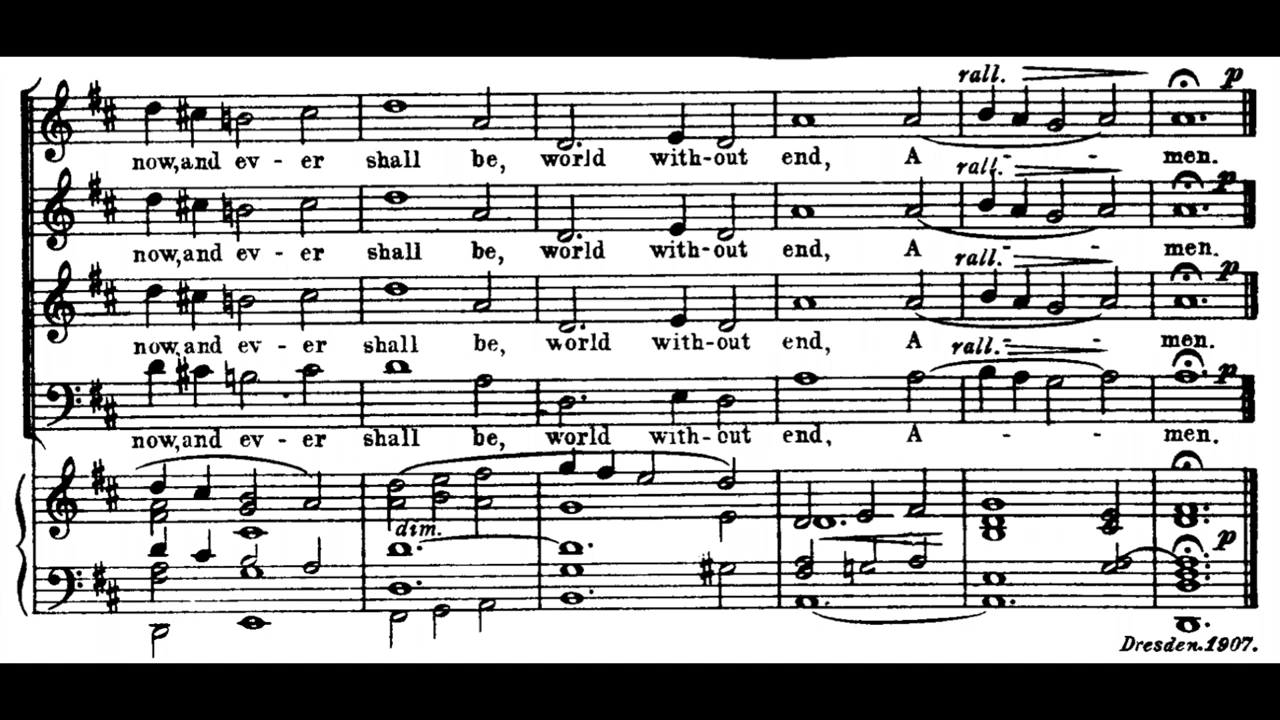 rall. p
now, and ev - er shall be, world with-out end, A - - men.
rall. p
now, and ev - er shall be, world with-out end, A - - men.
rall. p
now, and ev - er shall be, world with-out end, A - - men.
rall. p
now, and ev - er shall be, world with-out end, A - - men.
dim.
p
Dresden. 1907.